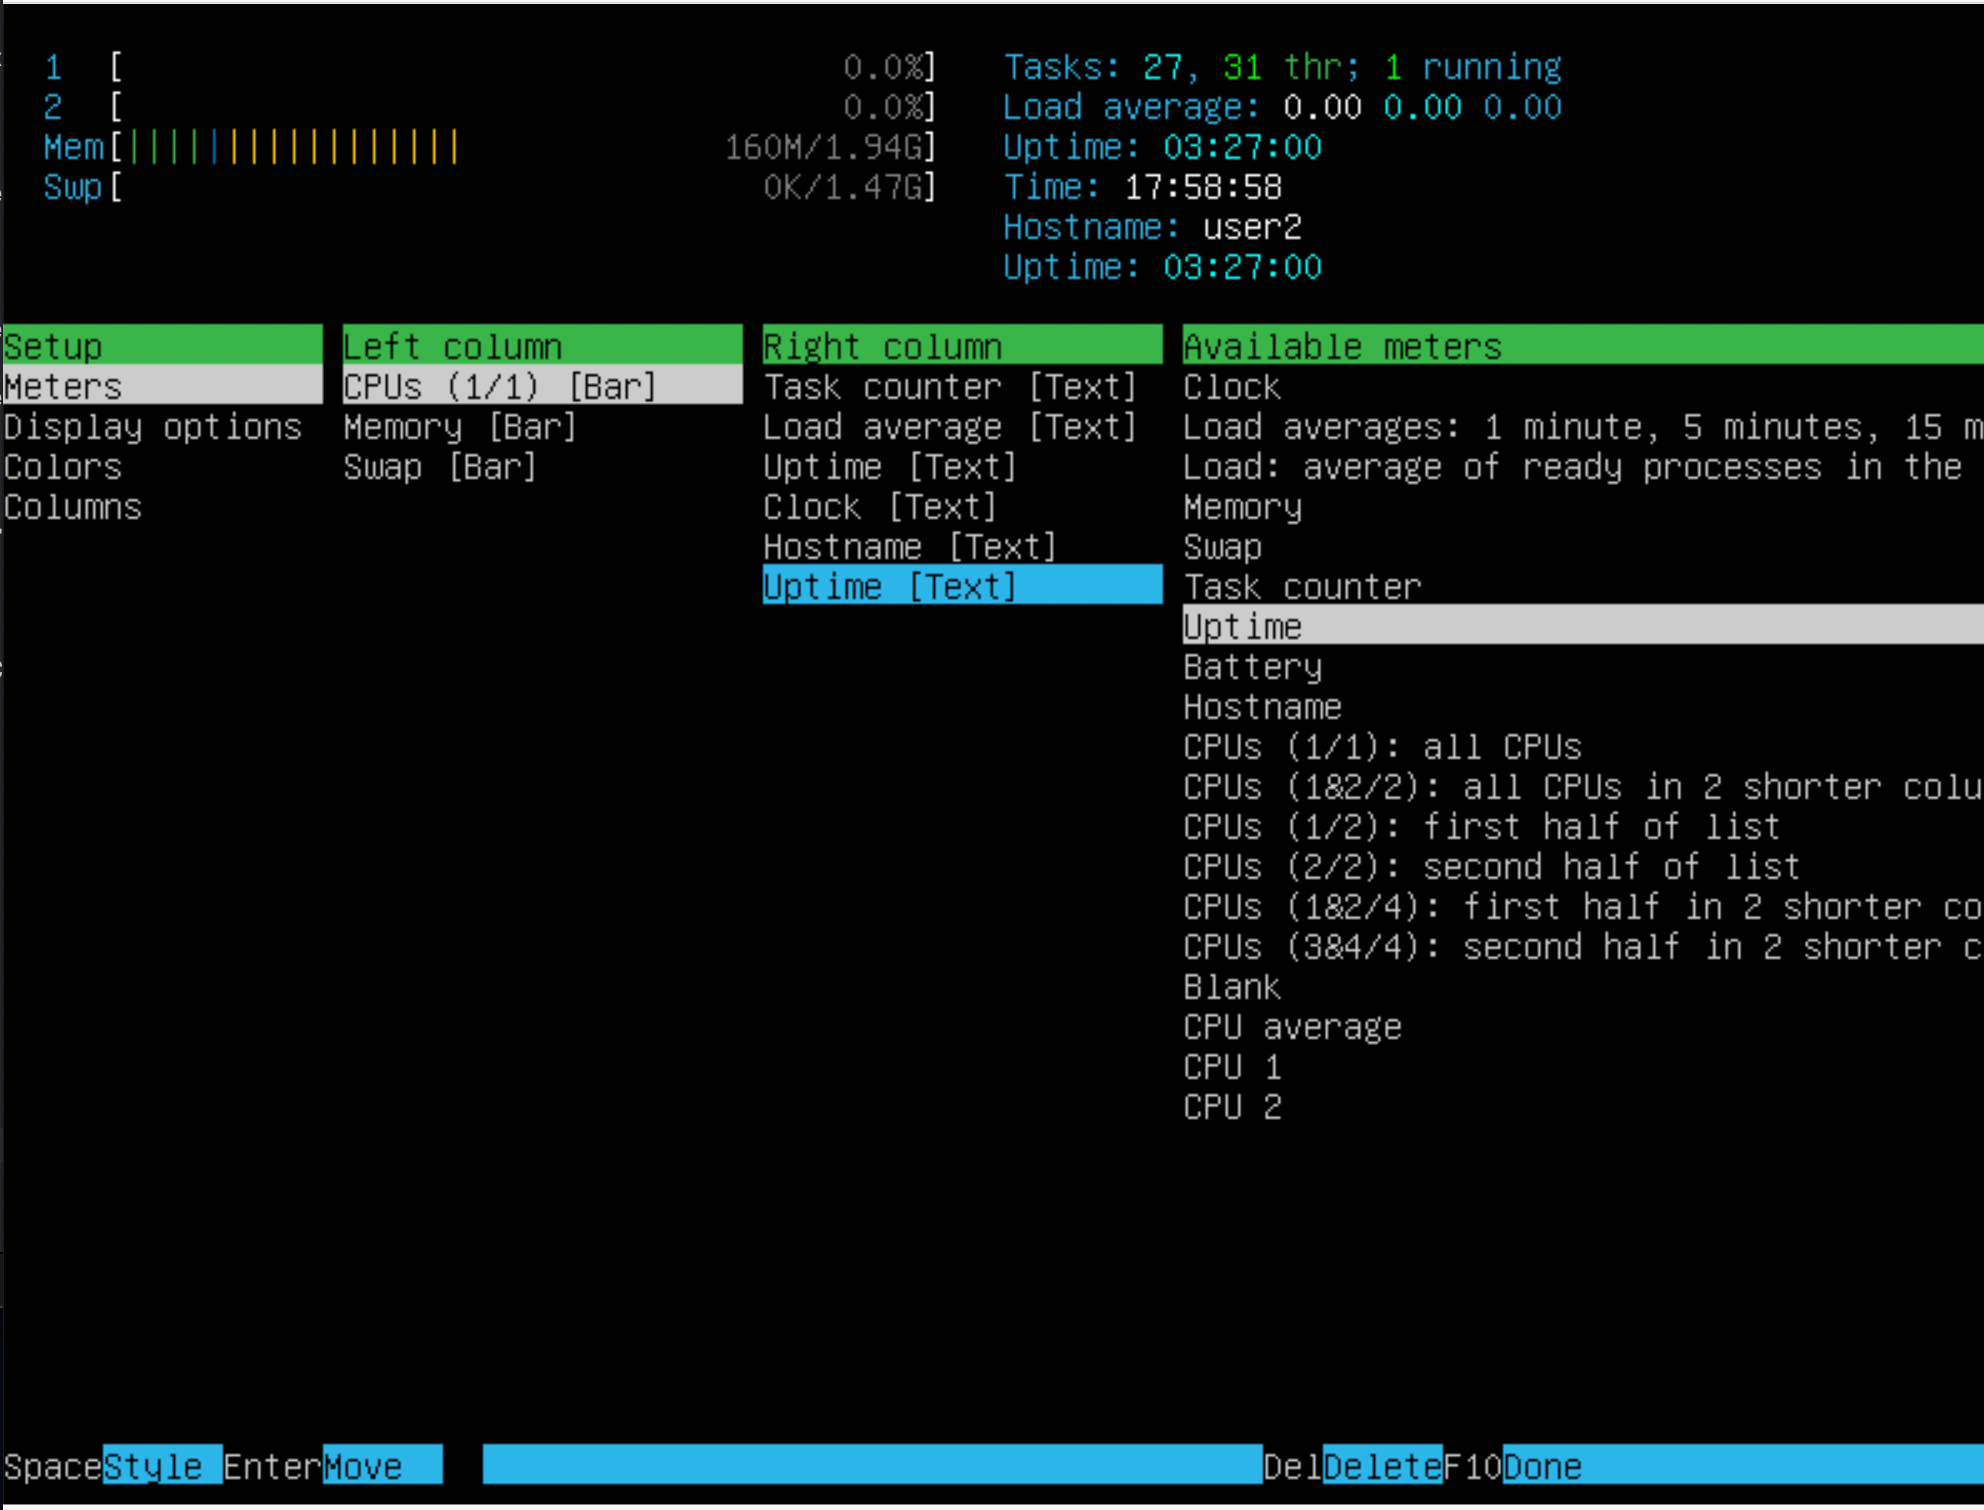 1 [ 0.0%]
2 [ 0.0%]
Mem[|||||||||||||||||||| 160M/1.94G]
Swp[ 0K/1.47G]
Tasks: 27, 31 thr; 1 running
Load average: 0.00 0.00 0.00
Uptime: 03:27:00
Time: 17:58:58
Hostname: user2
Uptime: 03:27:00
Setup
Meters
Display options
Colors
Columns
Left column
CPUs (1/1) [Bar]
Memory [Bar]
Swap [Bar]
Right column
Task counter [Text]
Load average [Text]
Uptime [Text]
Clock [Text]
Hostname [Text]
Uptime [Text]
Available meters
Clock
Load averages: 1 minute, 5 minutes, 15 m
Load: average of ready processes in the
Memory
Swap
Task counter
Uptime
Battery
Hostname
CPUs (1/1): all CPUs
CPUs (1&2/2): all CPUs in 2 shorter colu
CPUs (1/2): first half of list
CPUs (2/2): second half of list
CPUs (1&2/4): first half in 2 shorter co
CPUs (3&4/4): second half in 2 shorter c
Blank
CPU average
CPU 1
CPU 2
SpaceStyle EnterMove DelDeleteF10Done